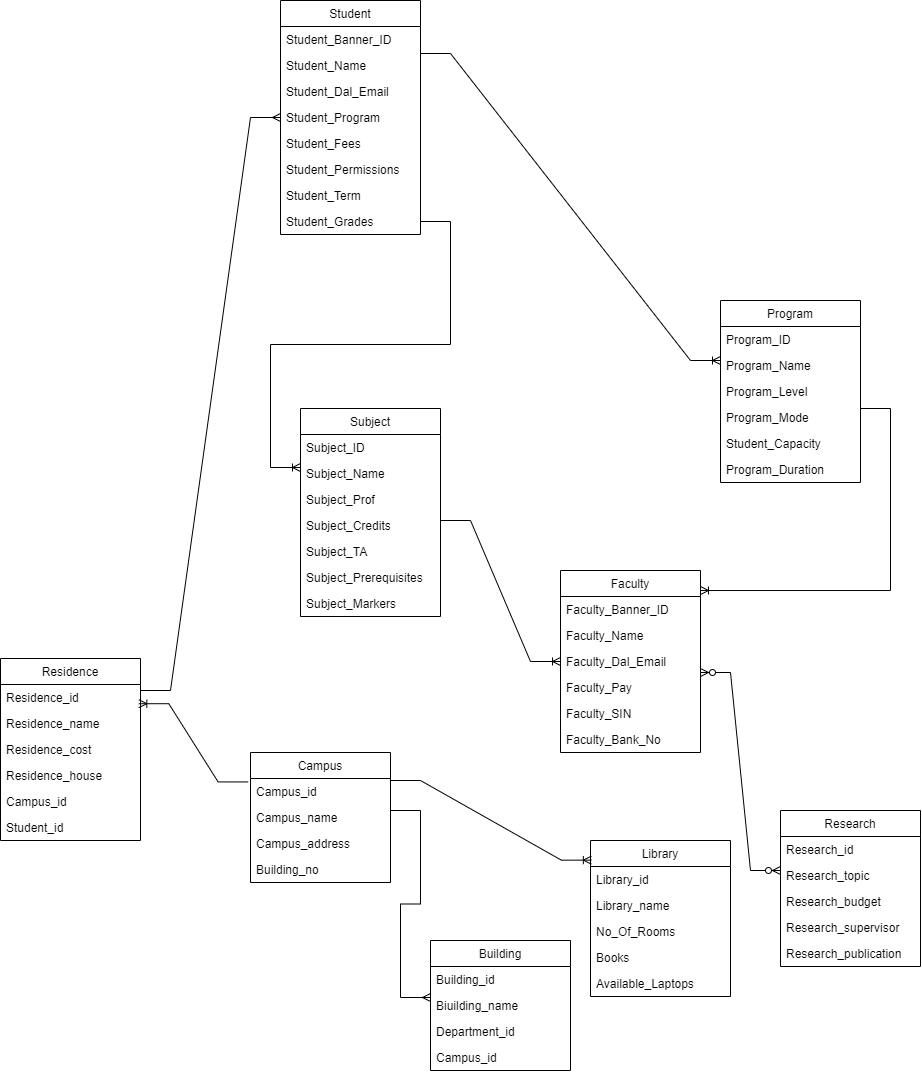 Student
Student_Banner_ID
Student_Name
Student_Dal_Email
Student_Program
Student_Fees
Student_Permissions
Student_Term
Student_Grades
Program
Program_ID
Program_Name
Program_Level
Program_Mode
Student_Capacity
Program_Duration
Subject
Subject_ID
Subject_Name
Subject_Prof
Subject_Credits
Subject_TA
Subject_Prerequisites
Subject_Markers
Faculty
Faculty_Banner_ID
Faculty_Name
Faculty_Dal_Email
Faculty_Pay
Faculty_SIN
Faculty_Bank_No
Residence
Residence_id
Residence_name
Residence_cost
Residence_house
Campus_id
Student_id
Campus
Campus_id
Campus_name
Campus_address
Building_no
Library
Library_id
Library_name
No_Of_Rooms
Books
Available_Laptops
Research
Research_id
Research_topic
Research_budget
Research_supervisor
Research_publication
Building
Building_id
Biuilding_name
Department_id
Campus_id